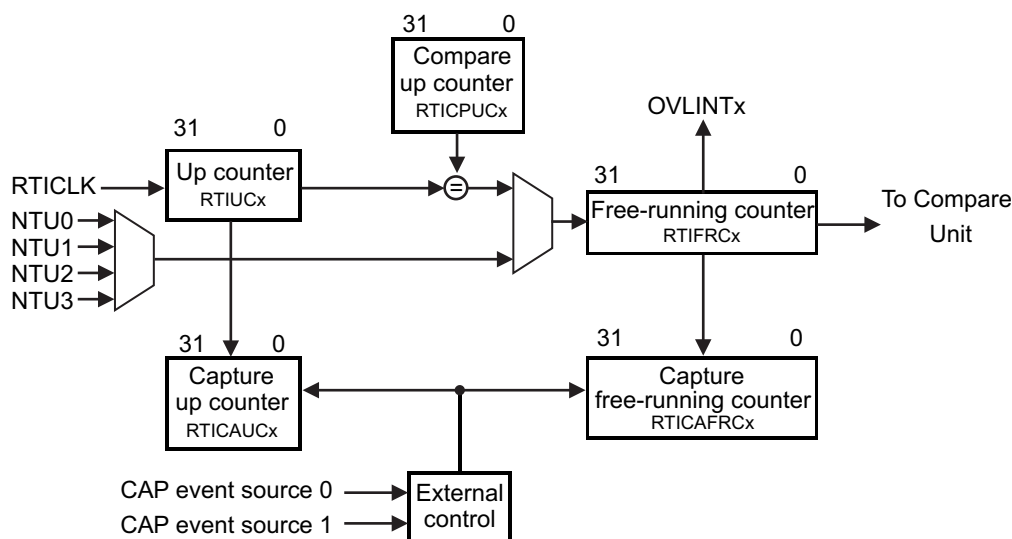 31 0
Compare
up counter
RTICPUCx
OVLINTx
31 0
Up counter
RTIUCx
RTICLK
=
31 0
Free-running counter
RTIFRCx
To Compare
Unit
NTU0
NTU1
NTU2
NTU3
31 0
Capture
up counter
RTICAUCx
31 0
Capture
free-running counter
RTICAFRCx
CAP event source 0
CAP event source 1
External
control